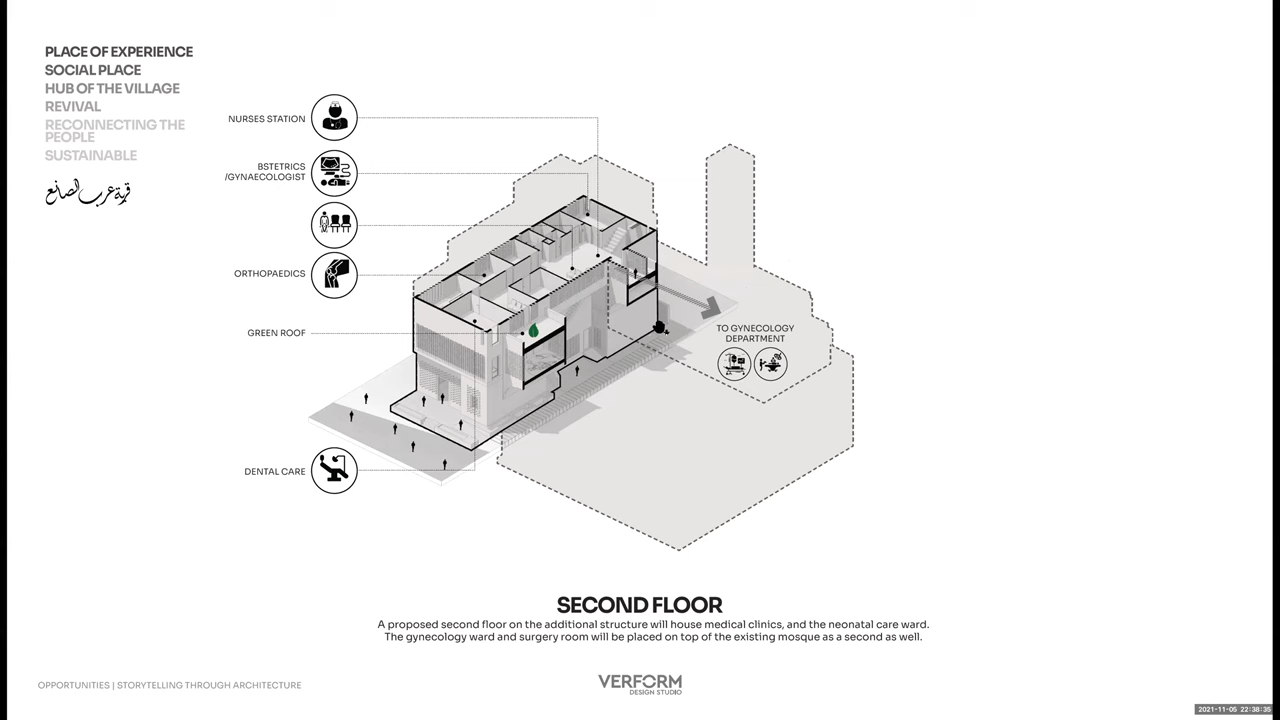 PLACE OF EXPERIENCE
SOCIAL PLACE
HUB OF THE VILLAGE
REVIVAL
RECONNECTING THE
PEOPLE
SUSTAINABLE
قرية عرب الصانع
NURSES STATION
BSTETRICS
/GYNAECOLOGIST
ORTHOPAEDICS
GREEN ROOF
DENTAL CARE
TO GYNECOLOGY
DEPARTMENT
SECOND FLOOR
A proposed second floor on the additional structure will house medical clinics, and the neonatal care ward.
The gynecology ward and surgery room will be placed on top of the existing mosque as a second as well.
OPPORTUNITIES | STORYTELLING THROUGH ARCHITECTURE
VERFORM
DESIGN STUDIO
2021-11-05 22:38:35